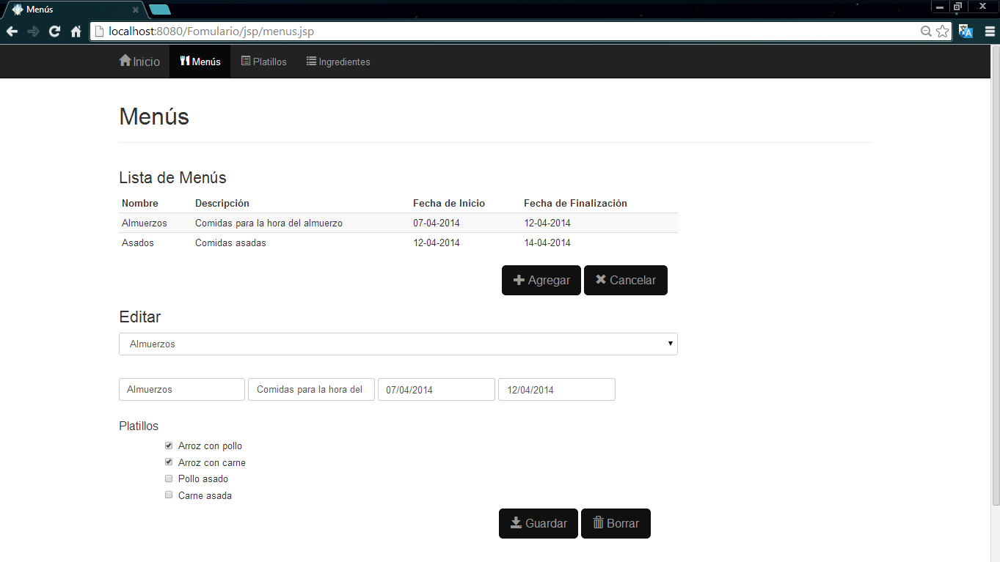 Menús
localhost:8080/Fomulario/jsp/menus.jsp
Inicio Menús Platillos Ingredientes
Menús
Lista de Menús
Nombre Descripción Fecha de Inicio Fecha de Finalización
Almuerzos Comidas para la hora del almuerzo 07-04-2014 12-04-2014
Asados Comidas asadas 12-04-2014 14-04-2014
Agregar Cancelar
Editar
Almuerzos
Almuerzos Comidas para la hora del 07/04/2014 12/04/2014
Platillos
Arroz con pollo
Arroz con carne
Pollo asado
Carne asada
Guardar Borrar